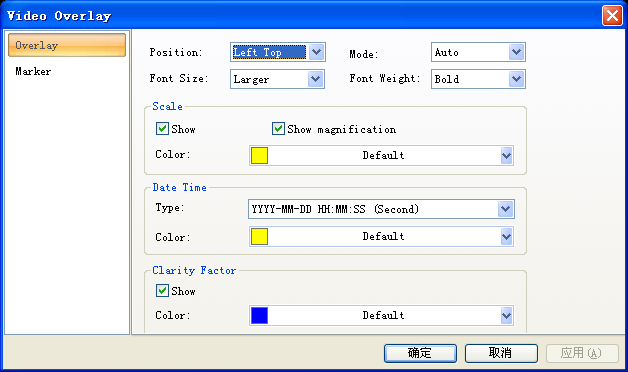 Video Overlay
Overlay
Marker
Position: Left Top Mode: Auto
Font Size: Larger Font Weight: Bold
Scale
Show Show magnification
Color: Default
Date Time
Type: YYYY-MM-DD HH:MM:SS (Second)
Color: Default
Clarity Factor
Show
Color: Default
确定 取消 应用(A)